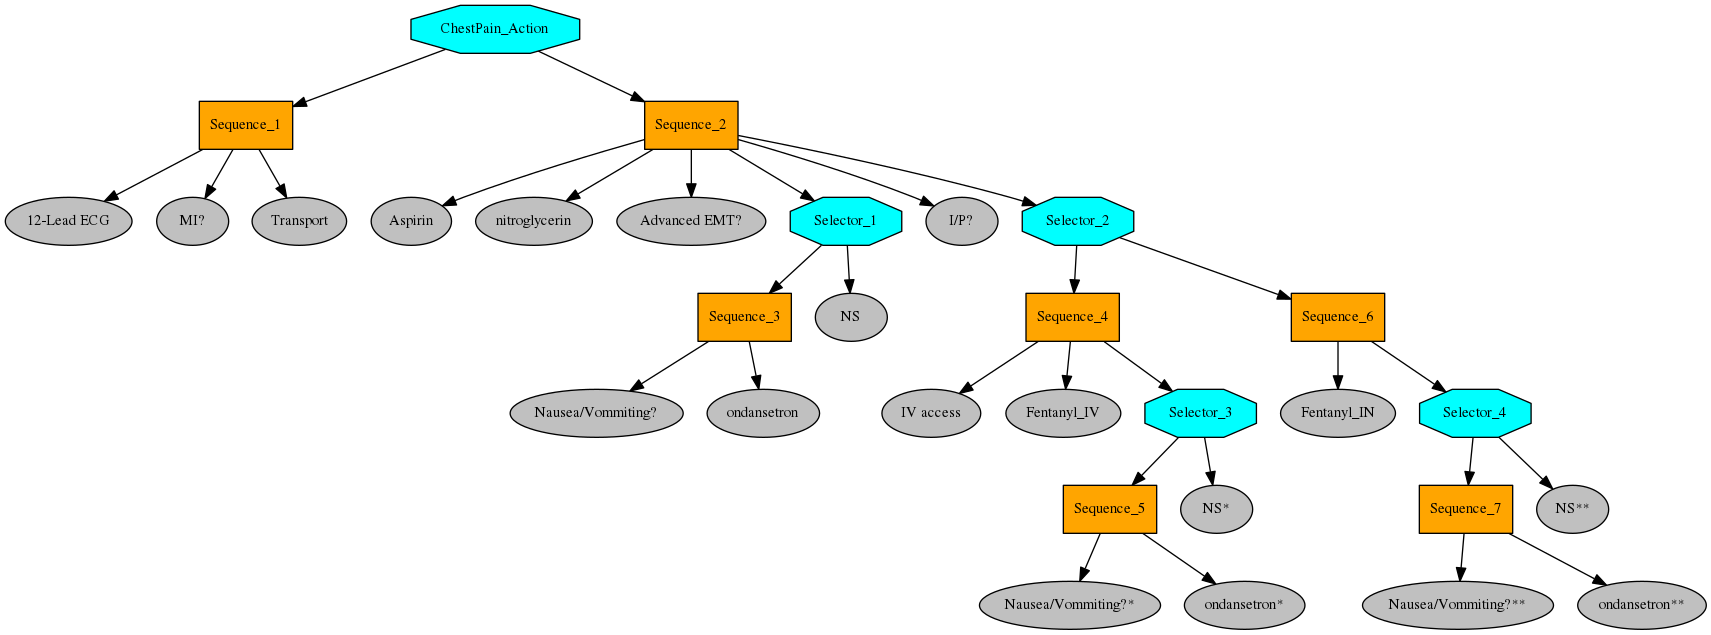 ChestPain_Action
Sequence_1
Sequence_2
12-Lead ECG
MI?
Transport
Aspirin
nitroglycerin
Advanced EMT?
Selector_1
I/P?
Selector_2
Sequence_3
NS
Sequence_4
Sequence_6
Nausea/Vommiting?
ondansetron
IV access
Fentanyl_IV
Selector_3
Fentanyl_IN
Selector_4
Sequence_5
NS*
Sequence_7
NS**
Nausea/Vommiting?*
ondansetron*
Nausea/Vommiting?**
ondansetron**